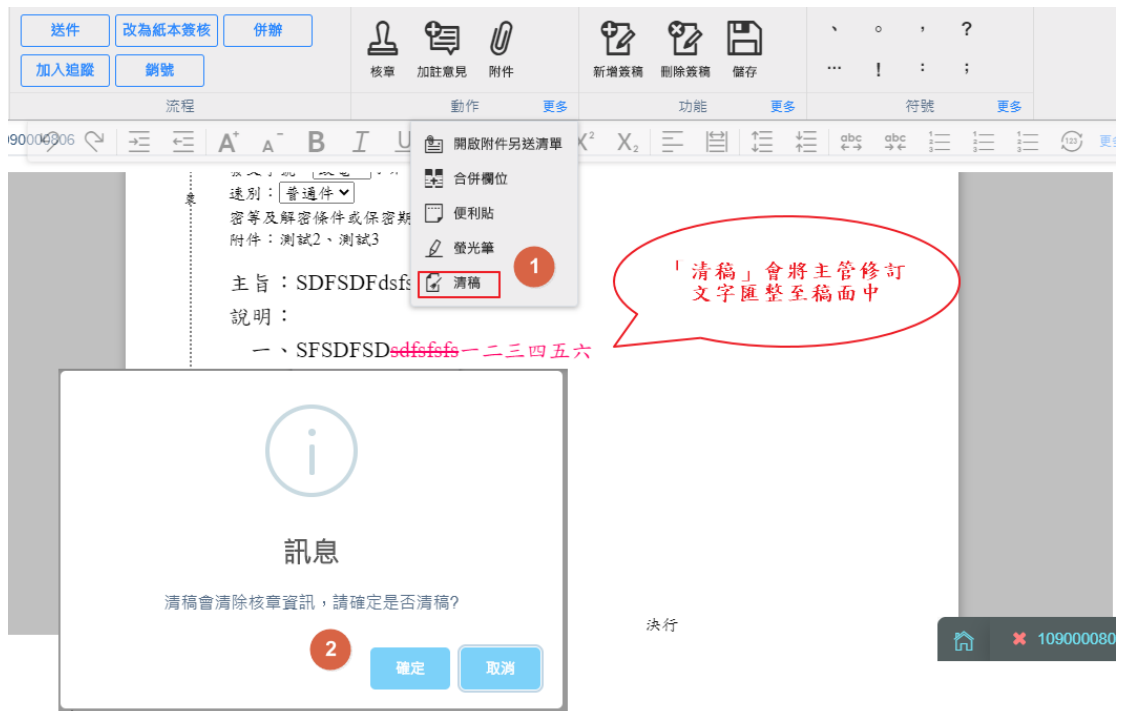 送件 改為紙本簽核 併辦
加入追蹤 銷號
流程
核章 加註意見 附件
動作 更多
新增簽稿 刪除簽稿 儲存
功能 更多
、 。 , ?
… ! : ;
符號 更多
A+ A- B I U X² X₂ abc abc 123
開啟附件另送清單
合併欄位
便利貼
螢光筆
清稿
1
速別：普通件
密等及解密條件或保密期
附件：測試2、測試3
主旨：SDFSDFdsfs
說明：
一、SFSDFSDsdfsfsfs一二三四五六
「清稿」會將主管修訂
文字匯整至稿面中
訊息
清稿會清除核章資訊，請確定是否清稿?
2
確定 取消
決行
109000080